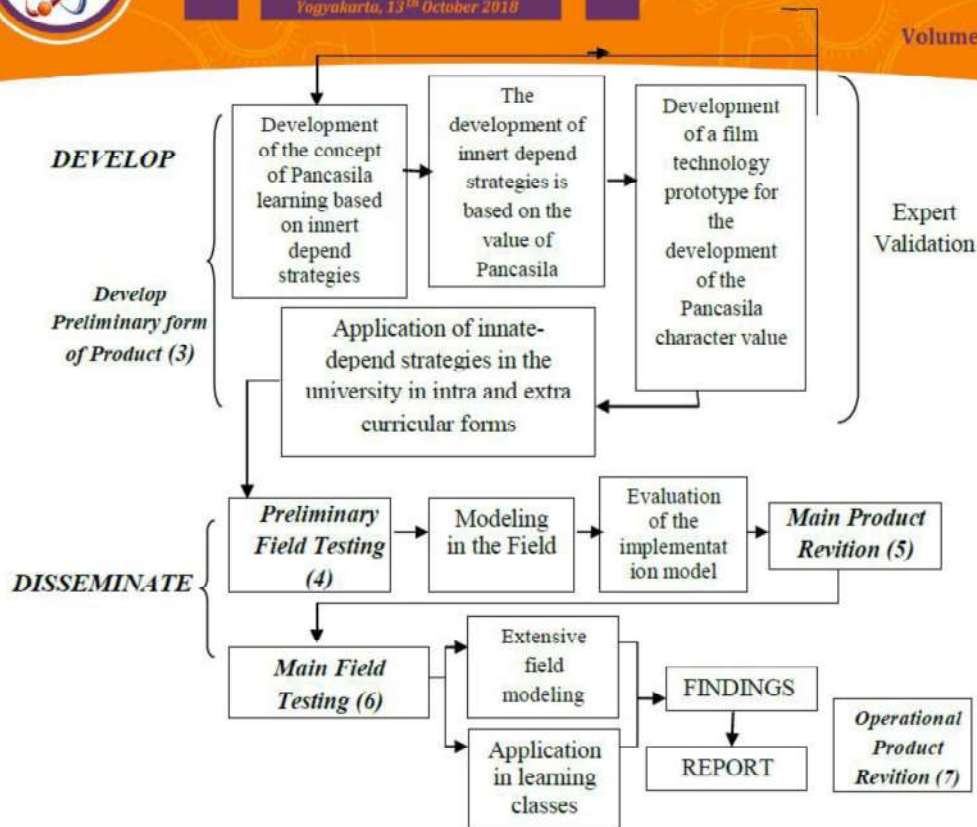 Yogyakarta, 13Th October 2018
Volume
DEVELOP
Develop
Preliminary form
of Product (3)
Development
of the concept
of Pancasila
learning based
on innert
depend
strategies
The
development of
innert depend
strategies is
based on the
value of
Pancasila
Development
of a film
technology
prototype for
the
development
of the
Pancasila
character value
Expert
Validation
Application of innate-
depend strategies in the
university in intra and extra
curricular forms
DISSEMINATE
Preliminary
Field Testing
(4)
Modeling
in the Field
Evaluation
of the
implementat
ion model
Main Product
Revition (5)
Main Field
Testing (6)
Extensive
field
modeling
Application
in learning
classes
FINDINGS
REPORT
Operational
Product
Revition (7)